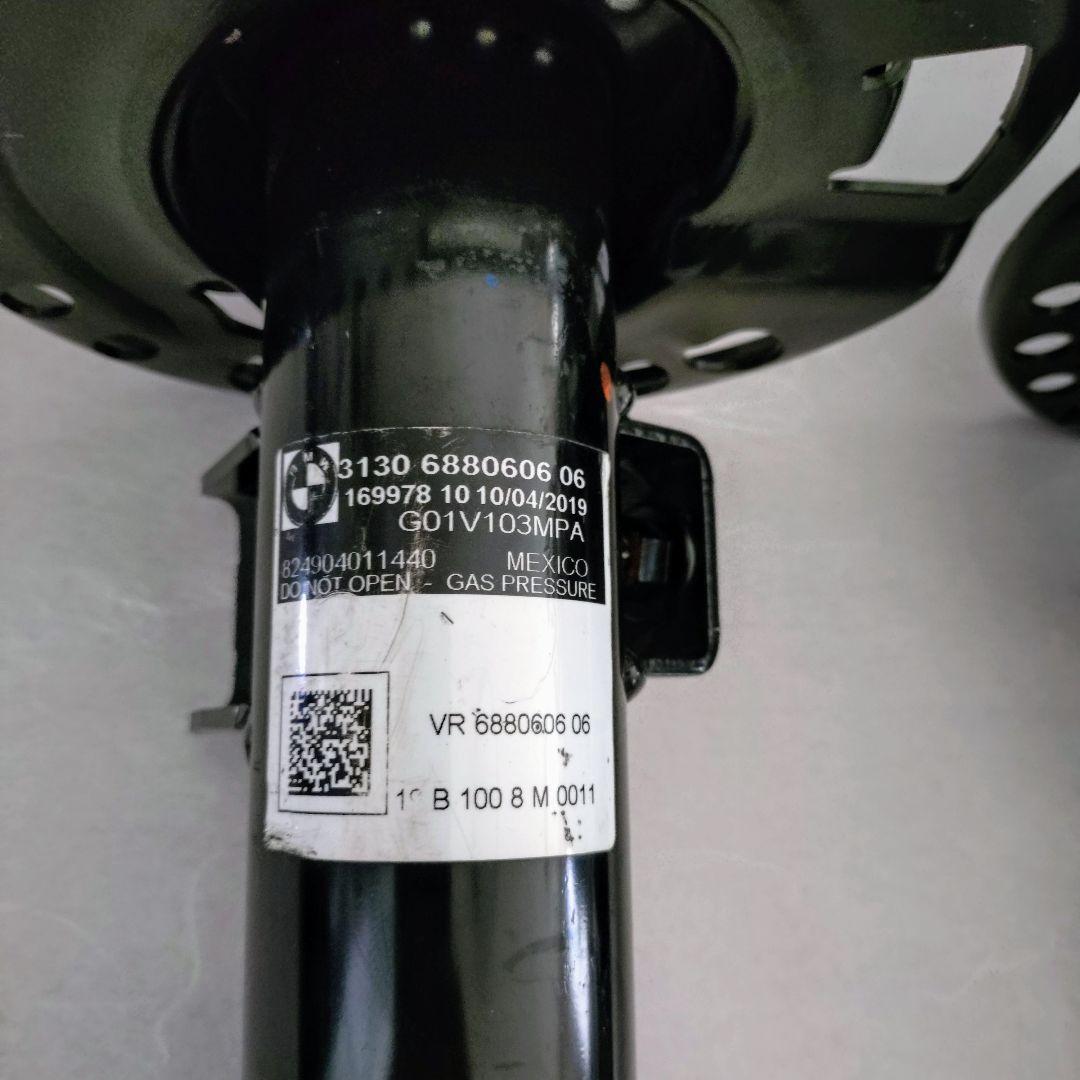 BMW
3130 6880606 06
169978 10 10/04/2019
G01V103MPA
824904011440 MEXICO
DO NOT OPEN - GAS PRESSURE
VR 6880606 06
B 100 8 M 0011